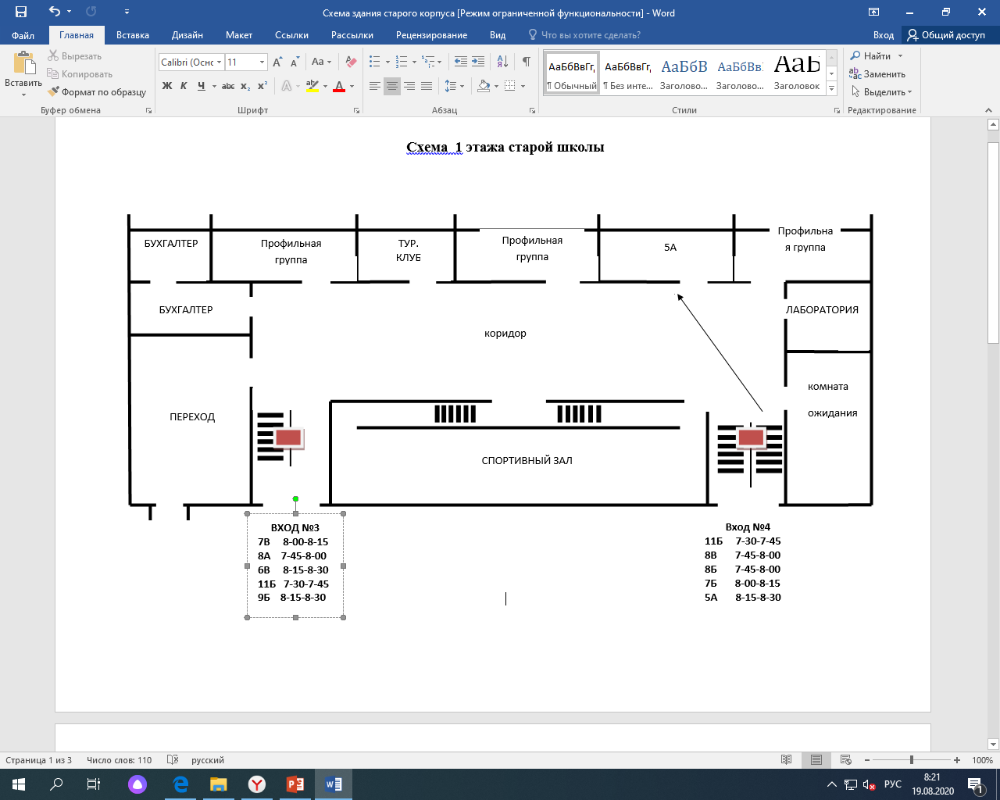 Схема здания старого корпуса [Режим ограниченной функциональности] - Word
Файл Главная Вставка Дизайн Макет Ссылки Рассылки Рецензирование Вид Что вы хотите сделать? Вход Общий доступ
Вставить
Вырезать
Копировать
Формат по образцу
Calibri (Оснс 11
Ж К Ч abc x₂ x²
АаБбВвГг, АаБбВвГг, АаБбВ АаБбВв: АаБ
¶ Обычный ¶ Без инте... Заголово... Заголово... Заголовок
Найти
Заменить
Выделить
Буфер обмена Шрифт Абзац Стили Редактирование
Схема 1 этажа старой школы
БУХГАЛТЕР
Профильная
группа
ТУР.
КЛУБ
Профильная
группа
5А
Профильна
я группа
БУХГАЛТЕР
ЛАБОРАТОРИЯ
коридор
комната
ожидания
ПЕРЕХОД
СПОРТИВНЫЙ ЗАЛ
ВХОД №3
7В 8-00-8-15
8А 7-45-8-00
6В 8-15-8-30
11Б 7-30-7-45
9Б 8-15-8-30
Вход №4
11Б 7-30-7-45
8В 7-45-8-00
8Б 7-45-8-00
7Б 8-00-8-15
5А 8-15-8-30
Страница 1 из 3 Число слов: 110 русский 100%
РУС
8:21
19.08.2020
1